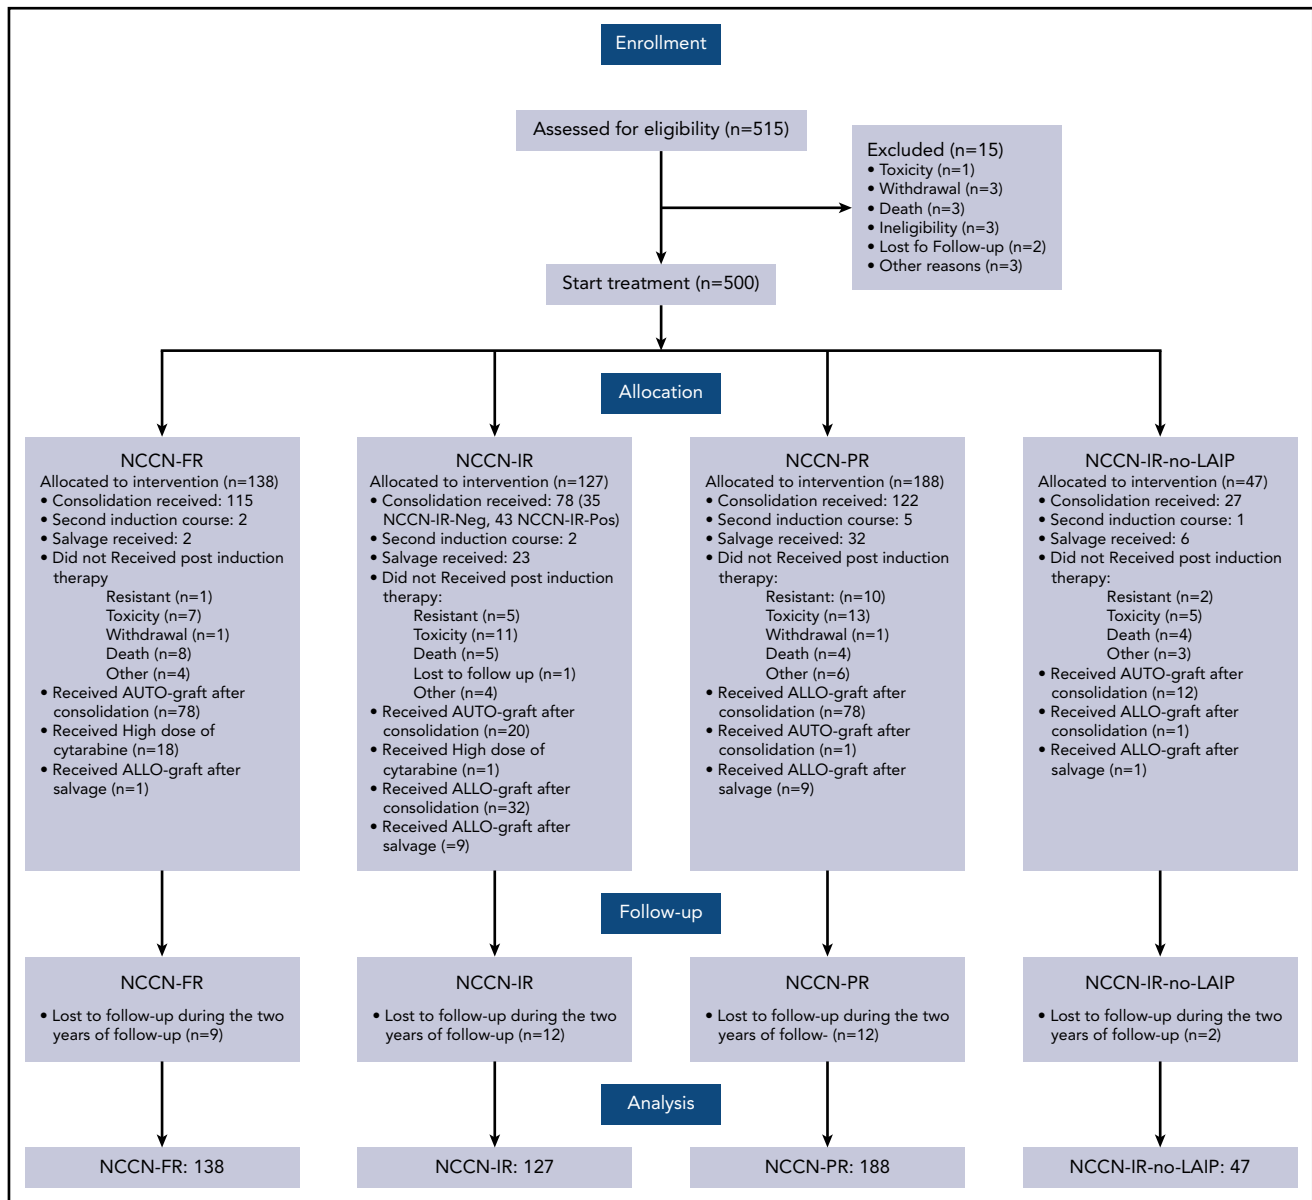 Enrollment
Assessed for eligibility (n=515)
Excluded (n=15)
• Toxicity (n=1)
• Withdrawal (n=3)
• Death (n=3)
• Ineligibility (n=3)
• Lost fo Follow-up (n=2)
• Other reasons (n=3)
Start treatment (n=500)
Allocation
NCCN-FR
Allocated to intervention (n=138)
• Consolidation received: 115
• Second induction course: 2
• Salvage received: 2
• Did not Received post induction
therapy
Resistant (n=1)
Toxicity (n=7)
Withdrawal (n=1)
Death (n=8)
Other (n=4)
• Received AUTO-graft after
consolidation (n=78)
• Received High dose of
cytarabine (n=18)
• Received ALLO-graft after
salvage (n=1)
NCCN-IR
Allocated to intervention (n=127)
• Consolidation received: 78 (35
NCCN-IR-Neg, 43 NCCN-IR-Pos)
• Second induction course: 2
• Salvage received: 23
• Did not Received post induction
therapy:
Resistant (n=5)
Toxicity (n=11)
Death (n=5)
Lost to follow up (n=1)
Other (n=4)
• Received AUTO-graft after
consolidation (n=20)
• Received High dose of
cytarabine (n=1)
• Received ALLO-graft after
consolidation (n=32)
• Received ALLO-graft after
salvage (=9)
NCCN-PR
Allocated to intervention (n=188)
• Consolidation received: 122
• Second induction course: 5
• Salvage received: 32
• Did not Received post induction
therapy:
Resistant: (n=10)
Toxicity (n=13)
Withdrawal (n=1)
Death (n=4)
Other (n=6)
• Received ALLO-graft after
consolidation (n=78)
• Received AUTO-graft after
consolidation (n=1)
• Received ALLO-graft after
salvage (n=9)
NCCN-IR-no-LAIP
Allocated to intervention (n=47)
• Consolidation received: 27
• Second induction course: 1
• Salvage received: 6
• Did not Received post induction
therapy:
Resistant (n=2)
Toxicity (n=5)
Death (n=4)
Other (n=3)
• Received AUTO-graft after
consolidation (n=12)
• Received ALLO-graft after
consolidation (n=1)
• Received ALLO-graft after
salvage (n=1)
Follow-up
NCCN-FR
• Lost to follow-up during the two
years of follow-up (n=9)
NCCN-IR
• Lost to follow-up during the two
years of follow-up (n=12)
NCCN-PR
• Lost to follow-up during the two
years of follow- (n=12)
NCCN-IR-no-LAIP
• Lost to follow-up during the two
years of follow-up (n=2)
Analysis
NCCN-FR: 138
NCCN-IR: 127
NCCN-PR: 188
NCCN-IR-no-LAIP: 47